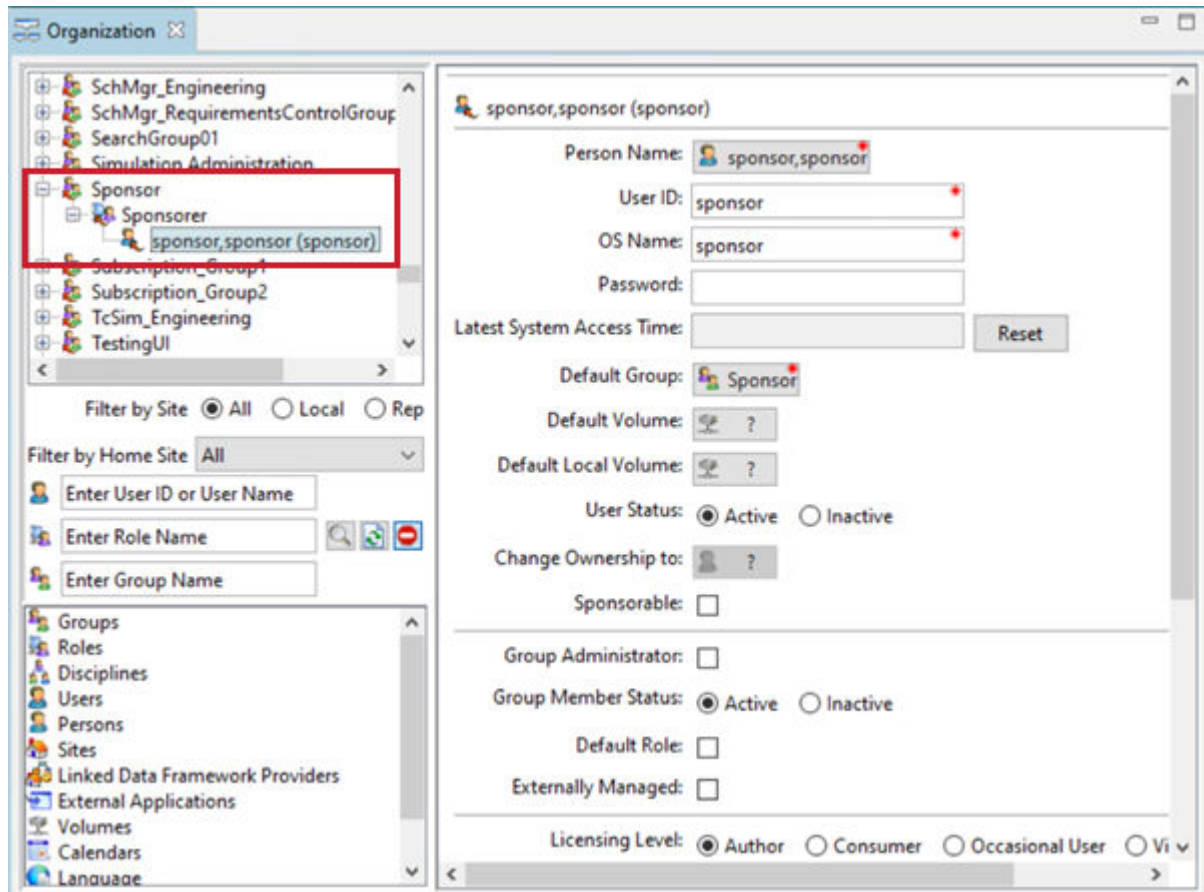 Organization
SchMgr_Engineering
SchMgr_RequirementsControlGroup
SearchGroup01
Simulation Administration
Sponsor
Sponsorer
sponsor,sponsor (sponsor)
Subscription_Group1
Subscription_Group2
TcSim_Engineering
TestingUI
Filter by Site All Local Rep
Filter by Home Site All
Enter User ID or User Name
Enter Role Name
Enter Group Name
Groups
Roles
Disciplines
Users
Persons
Sites
Linked Data Framework Providers
External Applications
Volumes
Calendars
Language
sponsor,sponsor (sponsor)
Person Name: sponsor,sponsor
User ID: sponsor
OS Name: sponsor
Password:
Latest System Access Time: Reset
Default Group: Sponsor
Default Volume: ?
Default Local Volume: ?
User Status: Active Inactive
Change Ownership to: ?
Sponsorable:
Group Administrator:
Group Member Status: Active Inactive
Default Role:
Externally Managed:
Licensing Level: Author Consumer Occasional User Vi